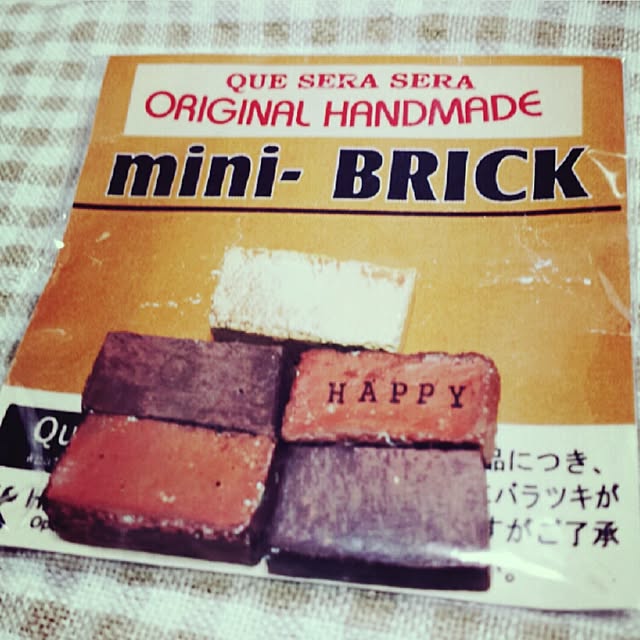 QUE SERA SERA
ORIGINAL HANDMADE
mini- BRICK
HAPPY
Qu
品につき、
バラツキが
すがご了承
。